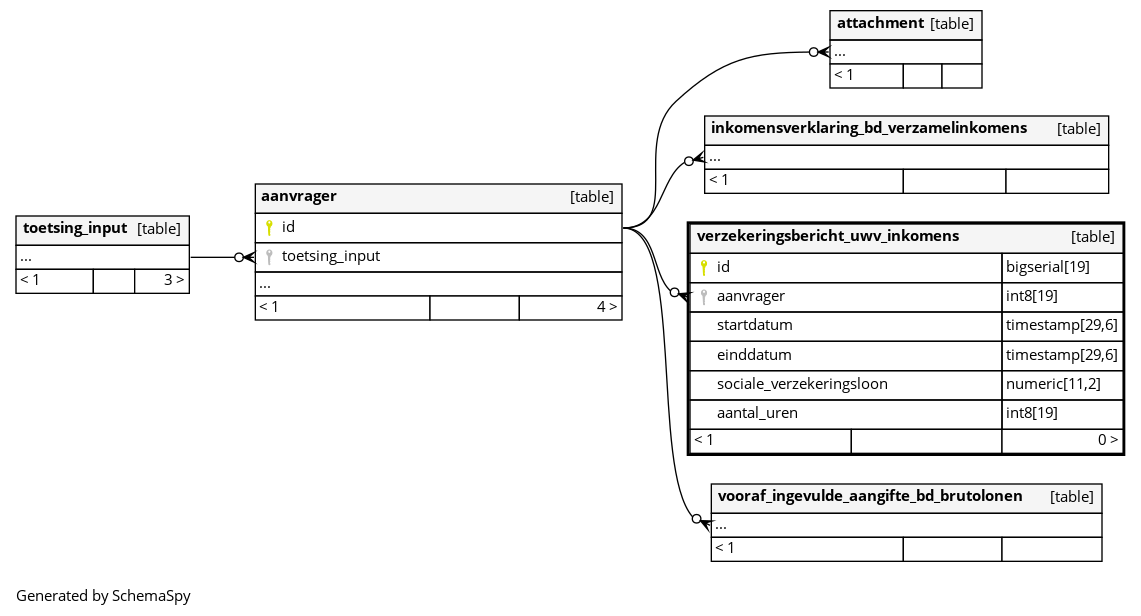 attachment [table]
...
< 1
inkomensverklaring_bd_verzamelinkomens [table]
...
< 1
aanvrager [table]
id
toetsing_input
...
< 1 4 >
toetsing_input [table]
...
< 1 3 >
verzekeringsbericht_uwv_inkomens [table]
id bigserial[19]
aanvrager int8[19]
startdatum timestamp[29,6]
einddatum timestamp[29,6]
sociale_verzekeringsloon numeric[11,2]
aantal_uren int8[19]
< 1 0 >
vooraf_ingevulde_aangifte_bd_brutolonen [table]
...
< 1
Generated by SchemaSpy